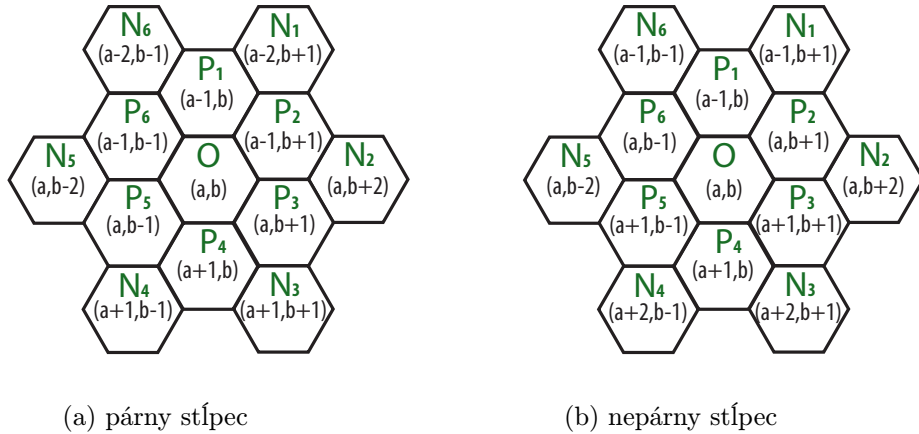 N6 N1
(a-2,b-1) P1 (a-2,b+1)
(a-1,b)
P6 P2
(a-1,b-1) (a-1,b+1)
N5 O N2
(a,b-2) (a,b) (a,b+2)
P5 P3
(a,b-1) (a,b+1)
P4
(a+1,b)
N4 N3
(a+1,b-1) (a+1,b+1)
(a) párny stĺpec
N6 N1
(a-1,b-1) P1 (a-1,b+1)
(a-1,b)
P6 P2
(a,b-1) (a,b+1)
N5 O N2
(a,b-2) (a,b) (a,b+2)
P5 P3
(a+1,b-1) (a+1,b+1)
P4
(a+1,b)
N4 N3
(a+2,b-1) (a+2,b+1)
(b) nepárny stĺpec